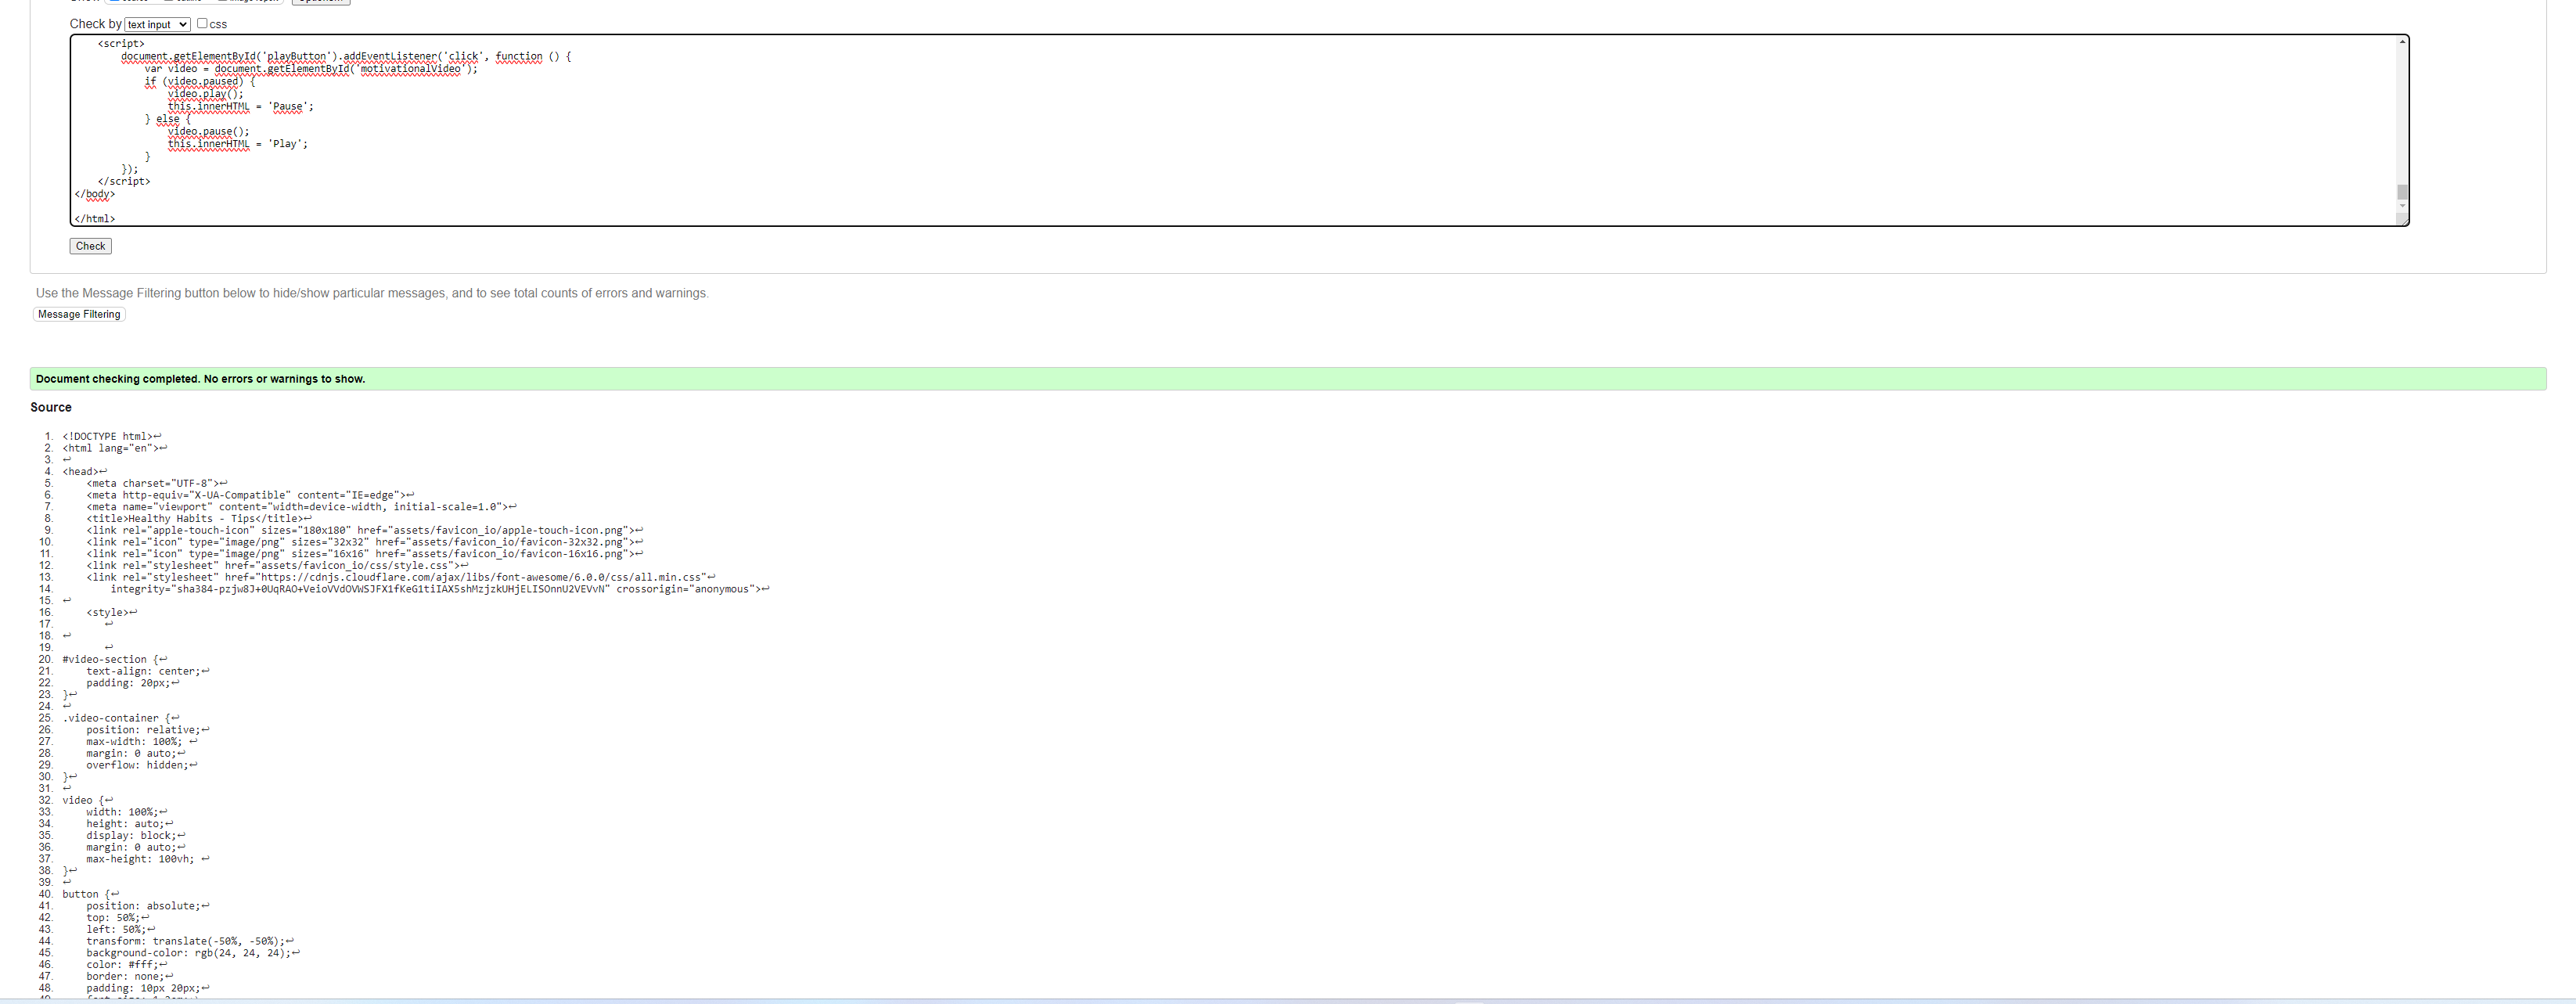 Check by text input css
    <script>
        document.getElementById('playButton').addEventListener('click', function () {
            var video = document.getElementById('motivationalVideo');
            if (video.paused) {
                video.play();
                this.innerHTML = 'Pause';
            } else {
                video.pause();
                this.innerHTML = 'Play';
            }
        });
    </script>
</body>
</html>
Check
Use the Message Filtering button below to hide/show particular messages, and to see total counts of errors and warnings.
Message Filtering
Document checking completed. No errors or warnings to show.
Source
1. <!DOCTYPE html>↩
2. <html lang="en">↩
3. ↩
4. <head>↩
5.     <meta charset="UTF-8">↩
6.     <meta http-equiv="X-UA-Compatible" content="IE=edge">↩
7.     <meta name="viewport" content="width=device-width, initial-scale=1.0">↩
8.     <title>Healthy Habits - Tips</title>↩
9.     <link rel="apple-touch-icon" sizes="180x180" href="assets/favicon_io/apple-touch-icon.png">↩
10.     <link rel="icon" type="image/png" sizes="32x32" href="assets/favicon_io/favicon-32x32.png">↩
11.     <link rel="icon" type="image/png" sizes="16x16" href="assets/favicon_io/favicon-16x16.png">↩
12.     <link rel="stylesheet" href="assets/favicon_io/css/style.css">↩
13.     <link rel="stylesheet" href="https://cdnjs.cloudflare.com/ajax/libs/font-awesome/6.0.0/css/all.min.css"↩
14.         integrity="sha384-pzjw8J+0UqRAO+VeioVVdOVWSJFX1fKeG1tiIAX5shMzjzkUHjELISOnnU2VEVvN" crossorigin="anonymous">↩
15. ↩
16.     <style>↩
17.        ↩
18. ↩
19.        ↩
20. #video-section {↩
21.     text-align: center;↩
22.     padding: 20px;↩
23. }↩
24. ↩
25. .video-container {↩
26.     position: relative;↩
27.     max-width: 100%; ↩
28.     margin: 0 auto;↩
29.     overflow: hidden;↩
30. }↩
31. ↩
32. video {↩
33.     width: 100%;↩
34.     height: auto;↩
35.     display: block;↩
36.     margin: 0 auto;↩
37.     max-height: 100vh; ↩
38. }↩
39. ↩
40. button {↩
41.     position: absolute;↩
42.     top: 50%;↩
43.     left: 50%;↩
44.     transform: translate(-50%, -50%);↩
45.     background-color: rgb(24, 24, 24);↩
46.     color: #fff;↩
47.     border: none;↩
48.     padding: 10px 20px;↩